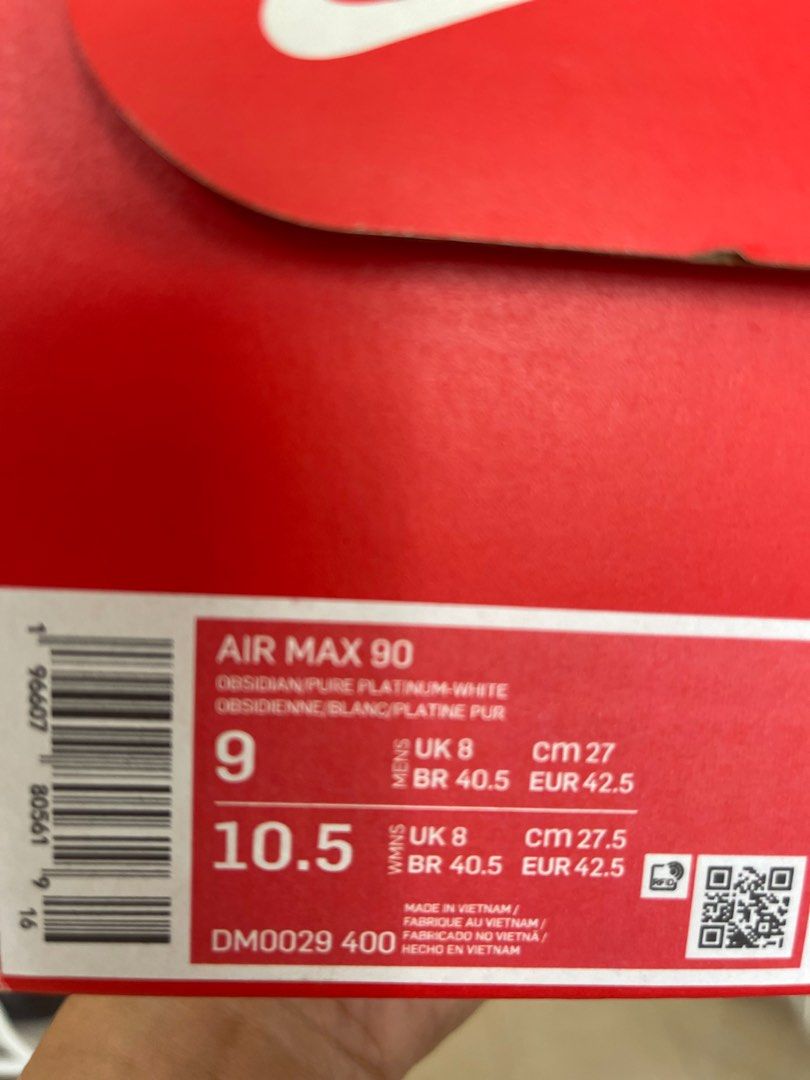 AIR MAX 90
OBSIDIAN/PURE PLATINUM-WHITE
OBSIDIENNE/BLANC/PLATINE PUR
9 MENS UK 8 cm 27
BR 40.5 EUR 42.5
10.5 WMNS UK 8 cm 27.5
BR 40.5 EUR 42.5
RFID
DM0029 400
MADE IN VIETNAM /
FABRIQUE AU VIETNAM /
FABRICADO NO VIETNÃ /
HECHO EN VIETNAM
1 96607 80561 9 16